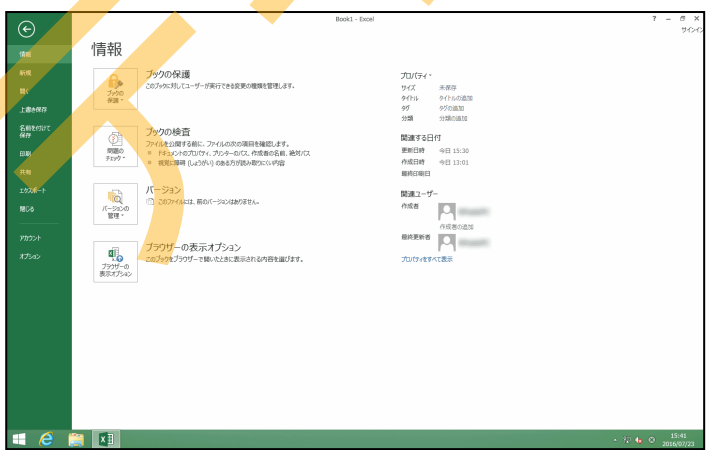 Book1 - Excel
サインイン
情報
新規
開く
上書き保存
名前を付けて
保存
印刷
共有
エクスポート
閉じる
アカウント
オプション
情報
ブックの
保護
ブックの保護
このブックに対してユーザーが実行できる変更の種類を管理します。
問題の
チェック
ブックの検査
ファイルを公開する前に、ファイルの次の項目を確認します。
ドキュメントのプロパティ、プリンターのパス、作成者の名前、絶対パス
視覚に障碍 (しょうがい) のある方が読み取りにくい内容
バージョンの
管理
バージョン
このファイルには、前のバージョンはありません。
ブラウザーの
表示オプション
ブラウザーの表示オプション
このブックをブラウザーで開いたときに表示される内容を選びます。
プロパティ
サイズ 未保存
タイトル タイトルの追加
タグ タグの追加
分類 分類の追加
関連する日付
更新日時 今日 15:30
作成日時 今日 13:01
最終印刷日
関連ユーザー
作成者
作成者の追加
最終更新者
プロパティをすべて表示
15:41
2016/07/23